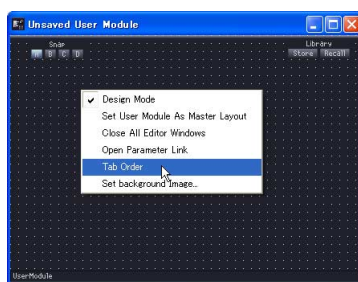 Unsaved User Module
Snap
A B C D
Library
Store Recall
Design Mode
Set User Module As Master Layout
Close All Editor Windows
Open Parameter Link
Tab Order
Set background Image...
UserModule